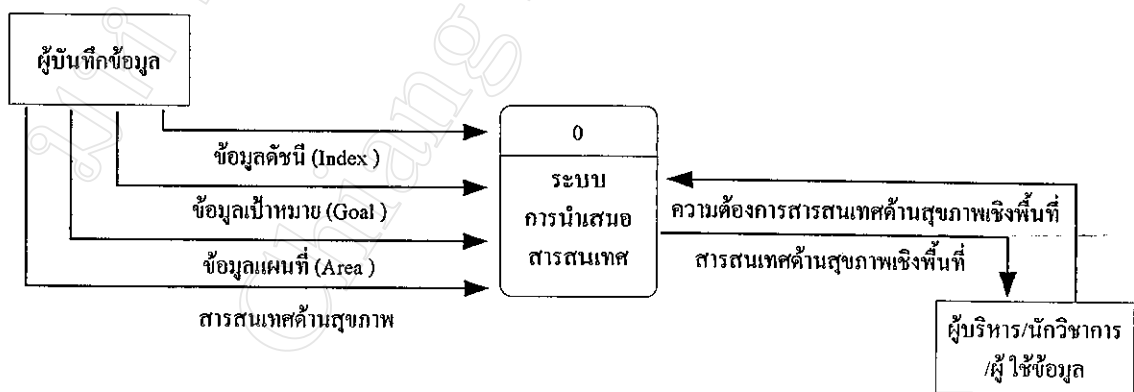 ผู้บันทึกข้อมูล
0
ข้อมูลดัชนี (Index )
ระบบ
การนำเสนอ
สารสนเทศ
ข้อมูลเป้าหมาย (Goal )
ความต้องการสารสนเทศด้านสุขภาพเชิงพื้นที่
ข้อมูลแผนที่ (Area )
สารสนเทศด้านสุขภาพเชิงพื้นที่
สารสนเทศด้านสุขภาพ
ผู้บริหาร/นักวิชาการ
/ผู้ ใช้ข้อมูล
Chiang